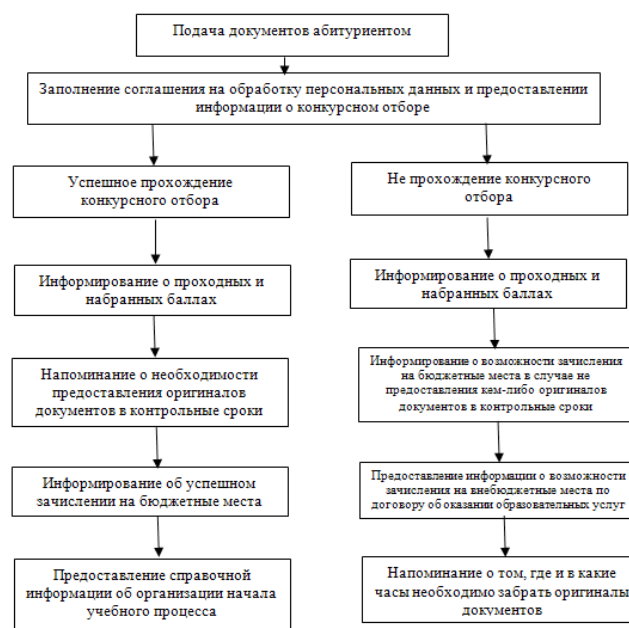 Подача документов абитуриентом
Заполнение соглашения на обработку персональных данных и предоставлении
информации о конкурсном отборе
Успешное прохождение
конкурсного отбора
Не прохождение конкурсного
отбора
Информирование о проходных и
набранных баллах
Информирование о проходных и
набранных баллах
Напоминание о необходимости
предоставления оригиналов
документов в контрольные сроки
Информирование о возможности зачисления
на бюджетные места в случае не
предоставления кем-либо оригиналов
документов в контрольные сроки
Информирование об успешном
зачислении на бюджетные места
Предоставление информации о возможности
зачисления на внебюджетные места по
договору об оказании образовательных услуг
Предоставление справочной
информации об организации начала
учебного процесса
Напоминание о том, где и в какие
часы необходимо забрать оригиналы
документов